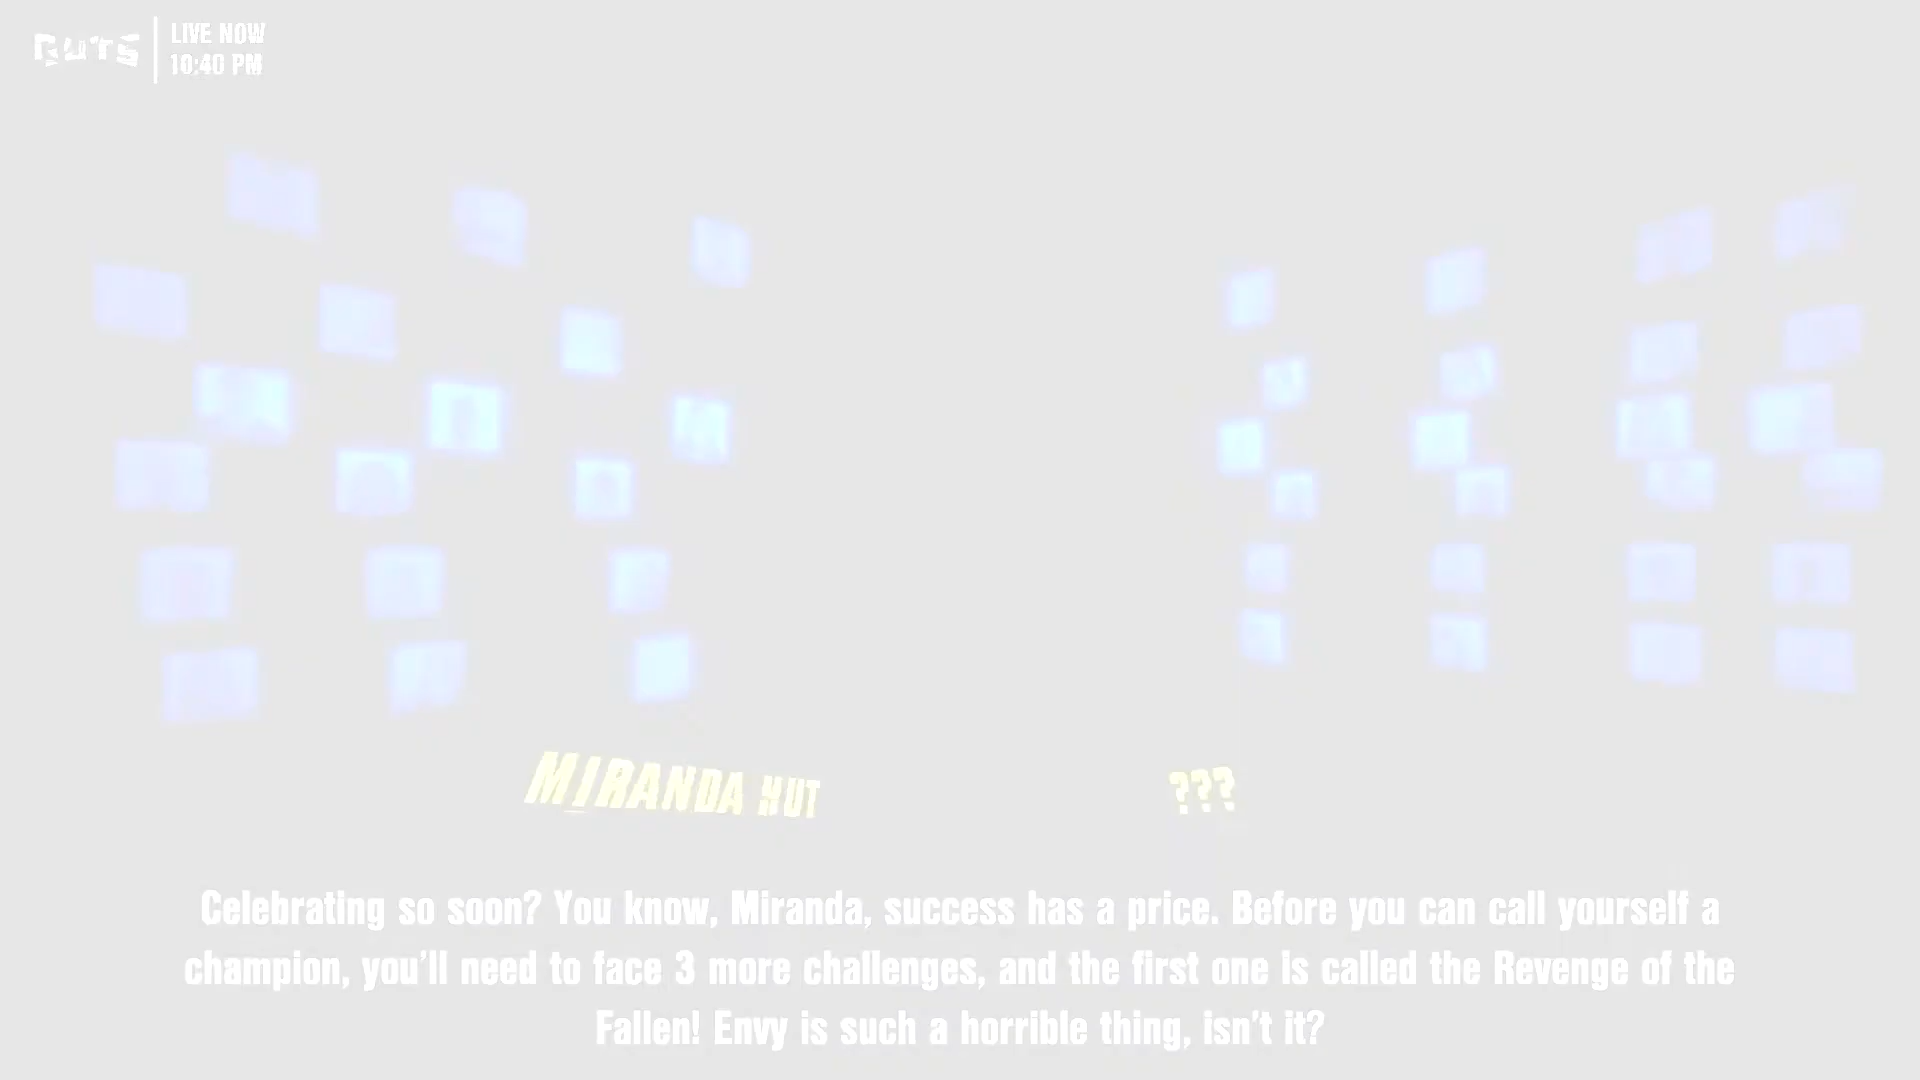 GUTS
LIVE NOW
10:40 PM
MIRANDA HUT
???
Celebrating so soon? You know, Miranda, success has a price. Before you can call yourself a
champion, you'll need to face 3 more challenges, and the first one is called the Revenge of the
Fallen! Envy is such a horrible thing, isn't it?